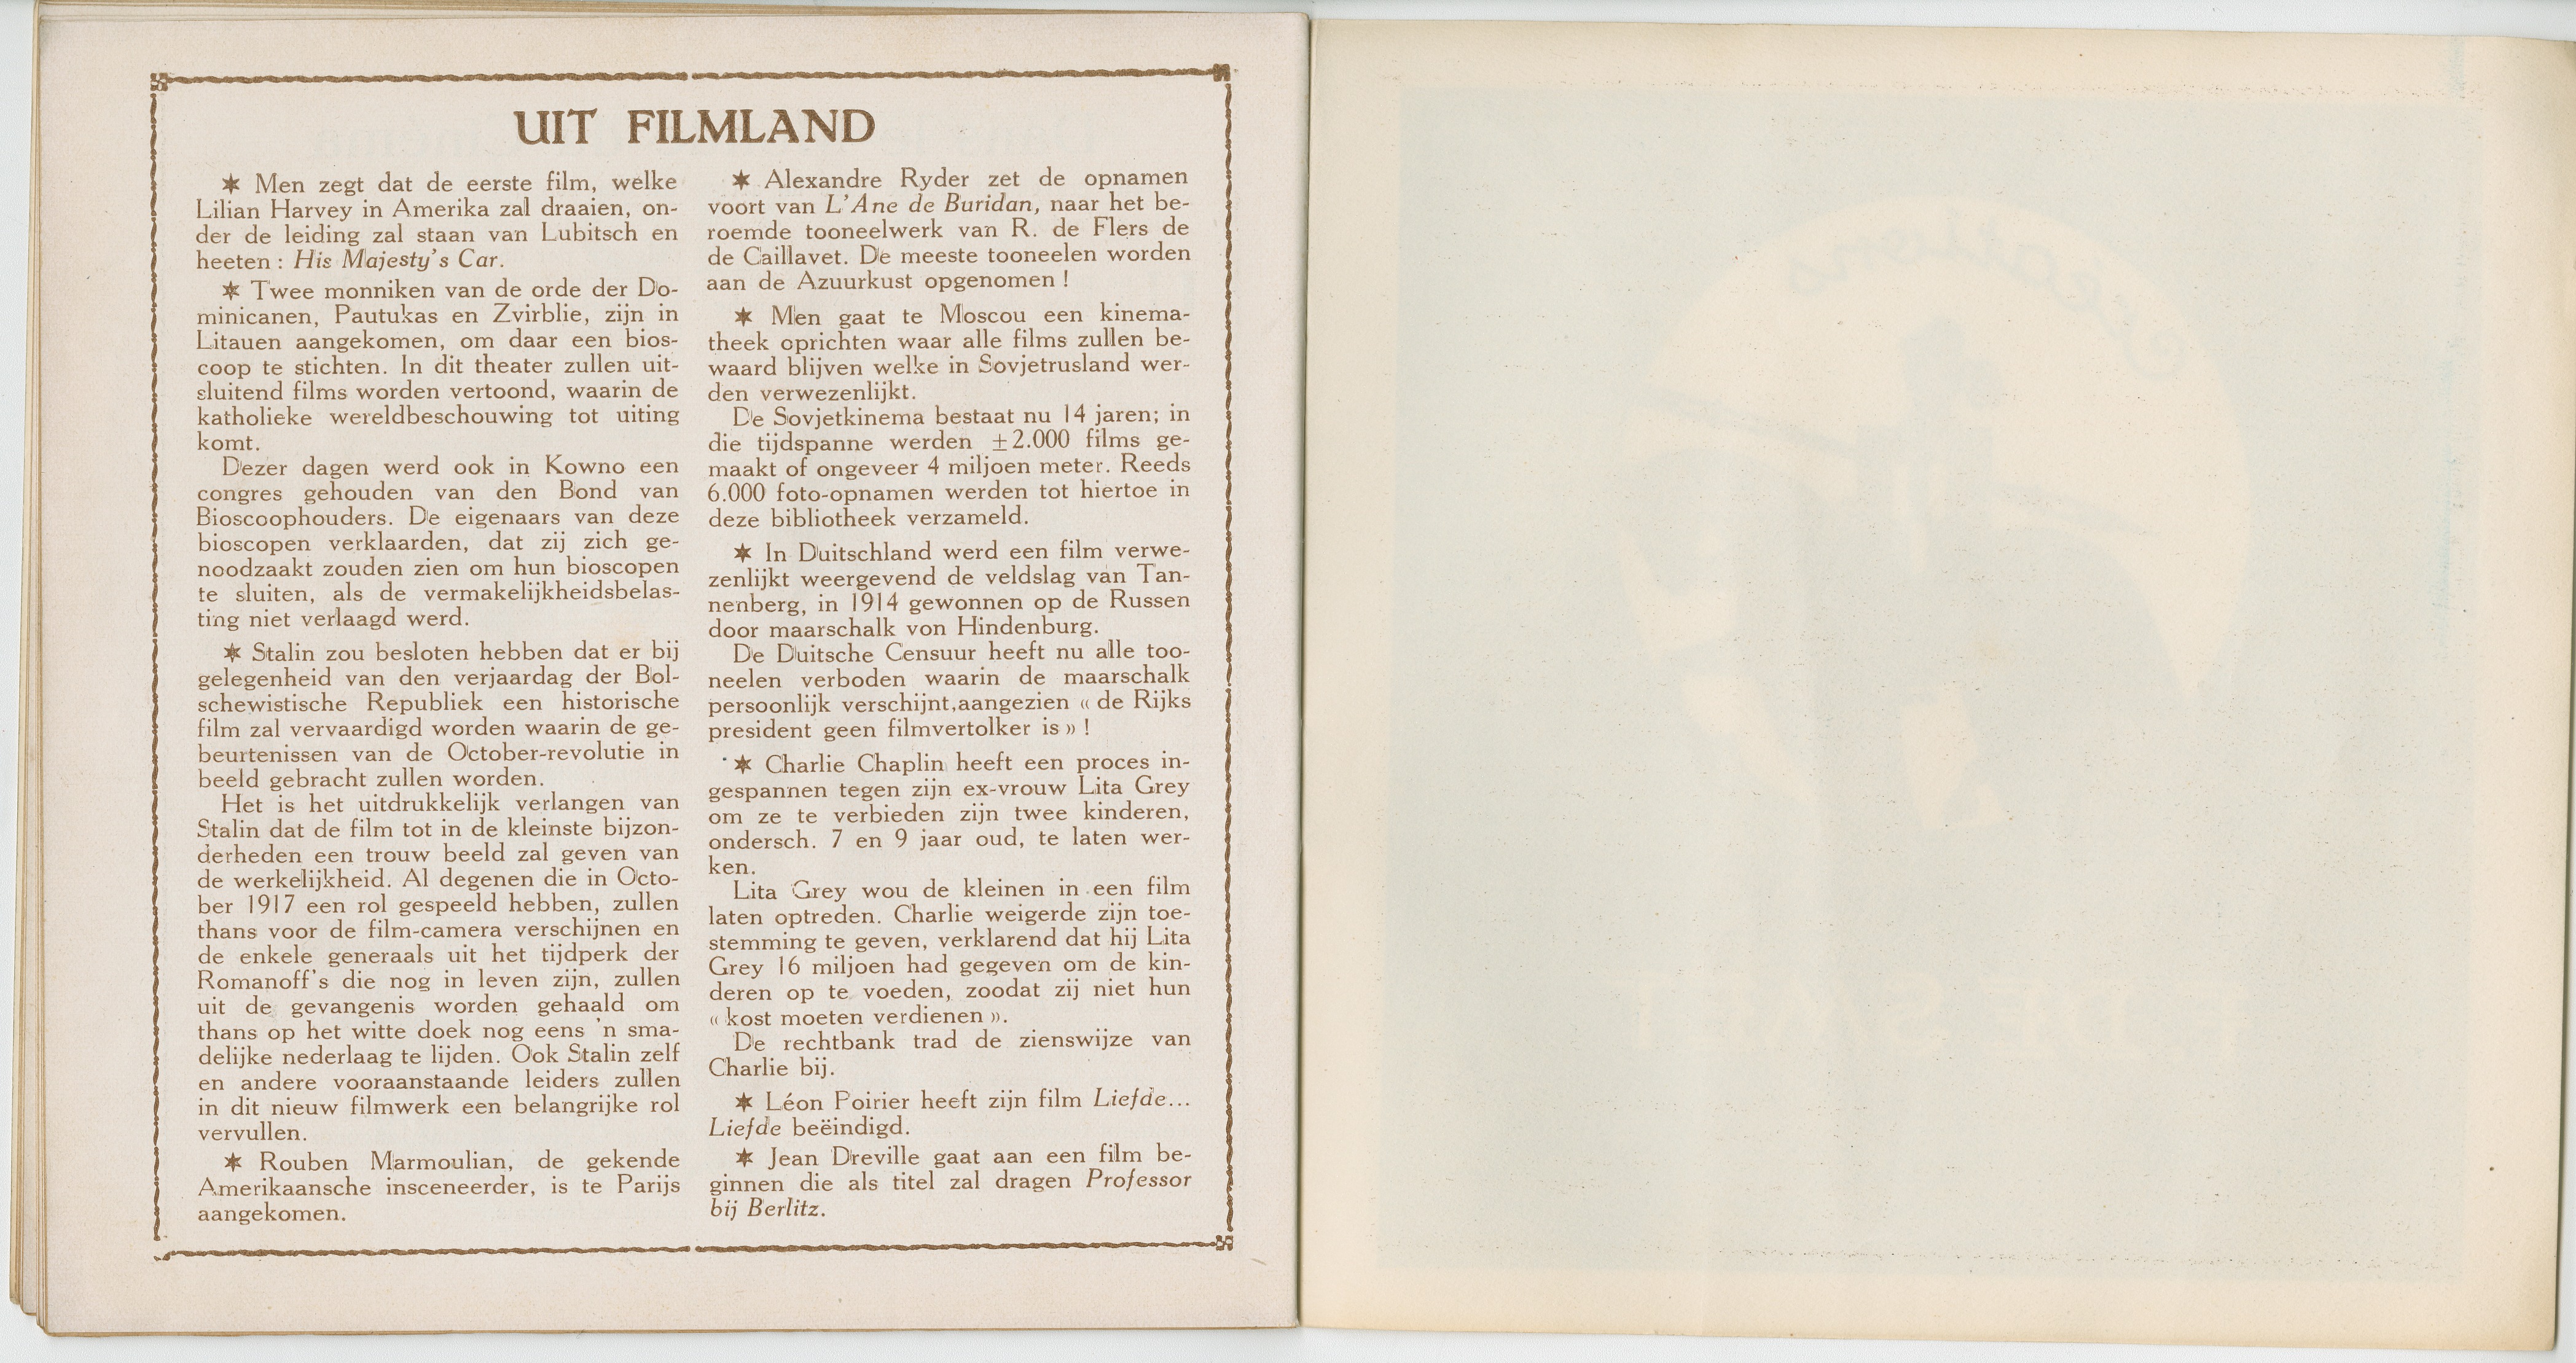 UIT FILMLAND
✶ Men zegt dat de eerste film, welke
Lilian Harvey in Amerika zal draaien, on-
der de leiding zal staan van Lubitsch en
heeten : His Majesty's Car.
✶ Twee monniken van de orde der Do-
minicanen, Pautukas en Zvirblie, zijn in
Litauen aangekomen, om daar een bios-
coop te stichten. In dit theater zullen uit-
sluitend films worden vertoond, waarin de
katholieke wereldbeschouwing tot uiting
komt.
Dezer dagen werd ook in Kowno een
congres gehouden van den Bond van
Bioscoophouders. De eigenaars van deze
bioscopen verklaarden, dat zij zich ge-
noodzaakt zouden zien om hun bioscopen
te sluiten, als de vermakelijkheidsbelas-
ting niet verlaagd werd.
✶ Stalin zou besloten hebben dat er bij
gelegenheid van den verjaardag der Bol-
schewistische Republiek een historische
film zal vervaardigd worden waarin de ge-
beurtenissen van de October-revolutie in
beeld gebracht zullen worden.
Het is het uitdrukkelijk verlangen van
Stalin dat de film tot in de kleinste bijzon-
derheden een trouw beeld zal geven van
de werkelijkheid. Al degenen die in Octo-
ber 1917 een rol gespeeld hebben, zullen
thans voor de film-camera verschijnen en
de enkele generaals uit het tijdperk der
Romanoff's die nog in leven zijn, zullen
uit de gevangenis worden gehaald om
thans op het witte doek nog eens 'n sma-
delijke nederlaag te lijden. Ook Stalin zelf
en andere vooraanstaande leiders zullen
in dit nieuw filmwerk een belangrijke rol
vervullen.
✶ Rouben Marmoulian, de gekende
Amerikaansche insceneerder, is te Parijs
aangekomen.
✶ Alexandre Ryder zet de opnamen
voort van L'Ane de Buridan, naar het be-
roemde tooneelwerk van R. de Flers de
de Caillavet. De meeste tooneelen worden
aan de Azuurkust opgenomen !
✶ Men gaat te Moscou een kinema-
theek oprichten waar alle films zullen be-
waard blijven welke in Sovjetrusland wer-
den verwezenlijkt.
De Sovjetkinema bestaat nu 14 jaren; in
die tijdspanne werden ±2.000 films ge-
maakt of ongeveer 4 miljoen meter. Reeds
6.000 foto-opnamen werden tot hiertoe in
deze bibliotheek verzameld.
✶ In Duitschland werd een film verwe-
zenlijkt weergevend de veldslag van Tan-
nenberg, in 1914 gewonnen op de Russen
door maarschalk von Hindenburg.
De Duitsche Censuur heeft nu alle too-
neelen verboden waarin de maarschalk
persoonlijk verschijnt,aangezien « de Rijks
president geen filmvertolker is » !
✶ Charlie Chaplin heeft een proces in-
gespannen tegen zijn ex-vrouw Lita Grey
om ze te verbieden zijn twee kinderen,
ondersch. 7 en 9 jaar oud, te laten wer-
ken.
Lita Grey wou de kleinen in een film
laten optreden. Charlie weigerde zijn toe-
stemming te geven, verklarend dat hij Lita
Grey 16 miljoen had gegeven om de kin-
deren op te voeden, zoodat zij niet hun
« kost moeten verdienen ».
De rechtbank trad de zienswijze van
Charlie bij.
✶ Léon Poirier heeft zijn film Liefde...
Liefde beëindigd.
✶ Jean Dreville gaat aan een film be-
ginnen die als titel zal dragen Professor
bij Berlitz.